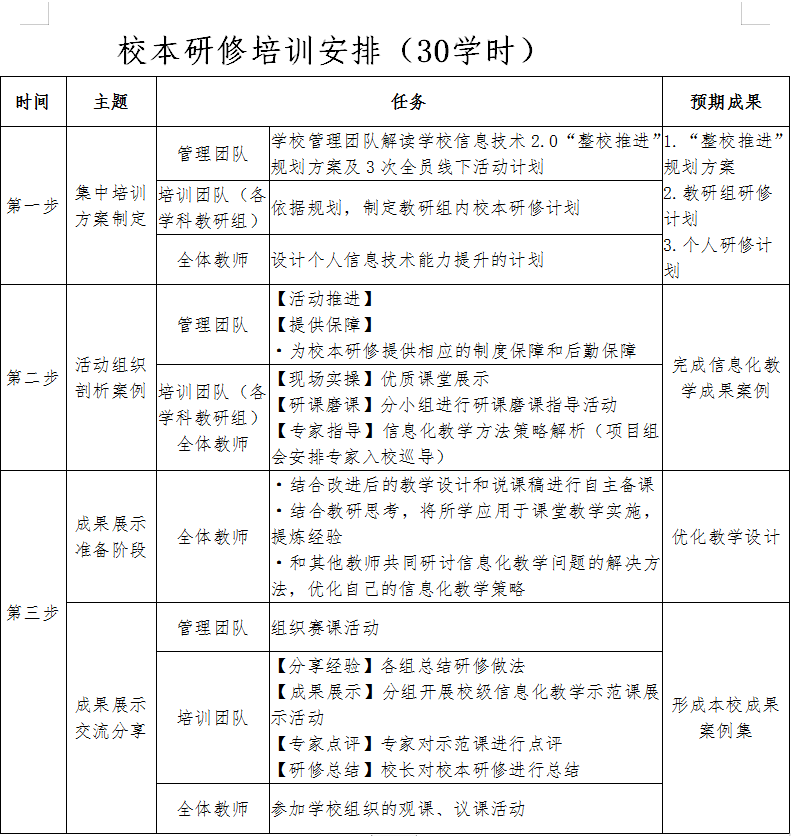 校本研修培训安排（30学时）
时间 主题 任务 预期成果
第一步
集中培训
方案制定
管理团队
学校管理团队解读学校信息技术2.0“整校推进”
规划方案及3次全员线下活动计划
培训团队（各
学科教研组）
依据规划，制定教研组内校本研修计划
全体教师
设计个人信息技术能力提升的计划
1.“整校推进”
规划方案
2.教研组研修
计划
3.个人研修计
划
第二步
活动组织
剖析案例
管理团队
【活动推进】
【提供保障】
·为校本研修提供相应的制度保障和后勤保障
培训团队（各
学科教研组）
全体教师
【现场实操】优质课堂展示
【研课磨课】分小组进行研课磨课指导活动
【专家指导】信息化教学方法策略解析（项目组
会安排专家入校巡导）
完成信息化教
学成果案例
第三步
成果展示
准备阶段
全体教师
·结合改进后的教学设计和说课稿进行自主备课
·结合教研思考，将所学应用于课堂教学实施，
提炼经验
·和其他教师共同研讨信息化教学问题的解决方
法，优化自己的信息化教学策略
优化教学设计
成果展示
交流分享
管理团队
组织赛课活动
培训团队
【分享经验】各组总结研修做法
【成果展示】分组开展校级信息化教学示范课展
示活动
【专家点评】专家对示范课进行点评
【研修总结】校长对校本研修进行总结
全体教师
参加学校组织的观课、议课活动
形成本校成果
案例集